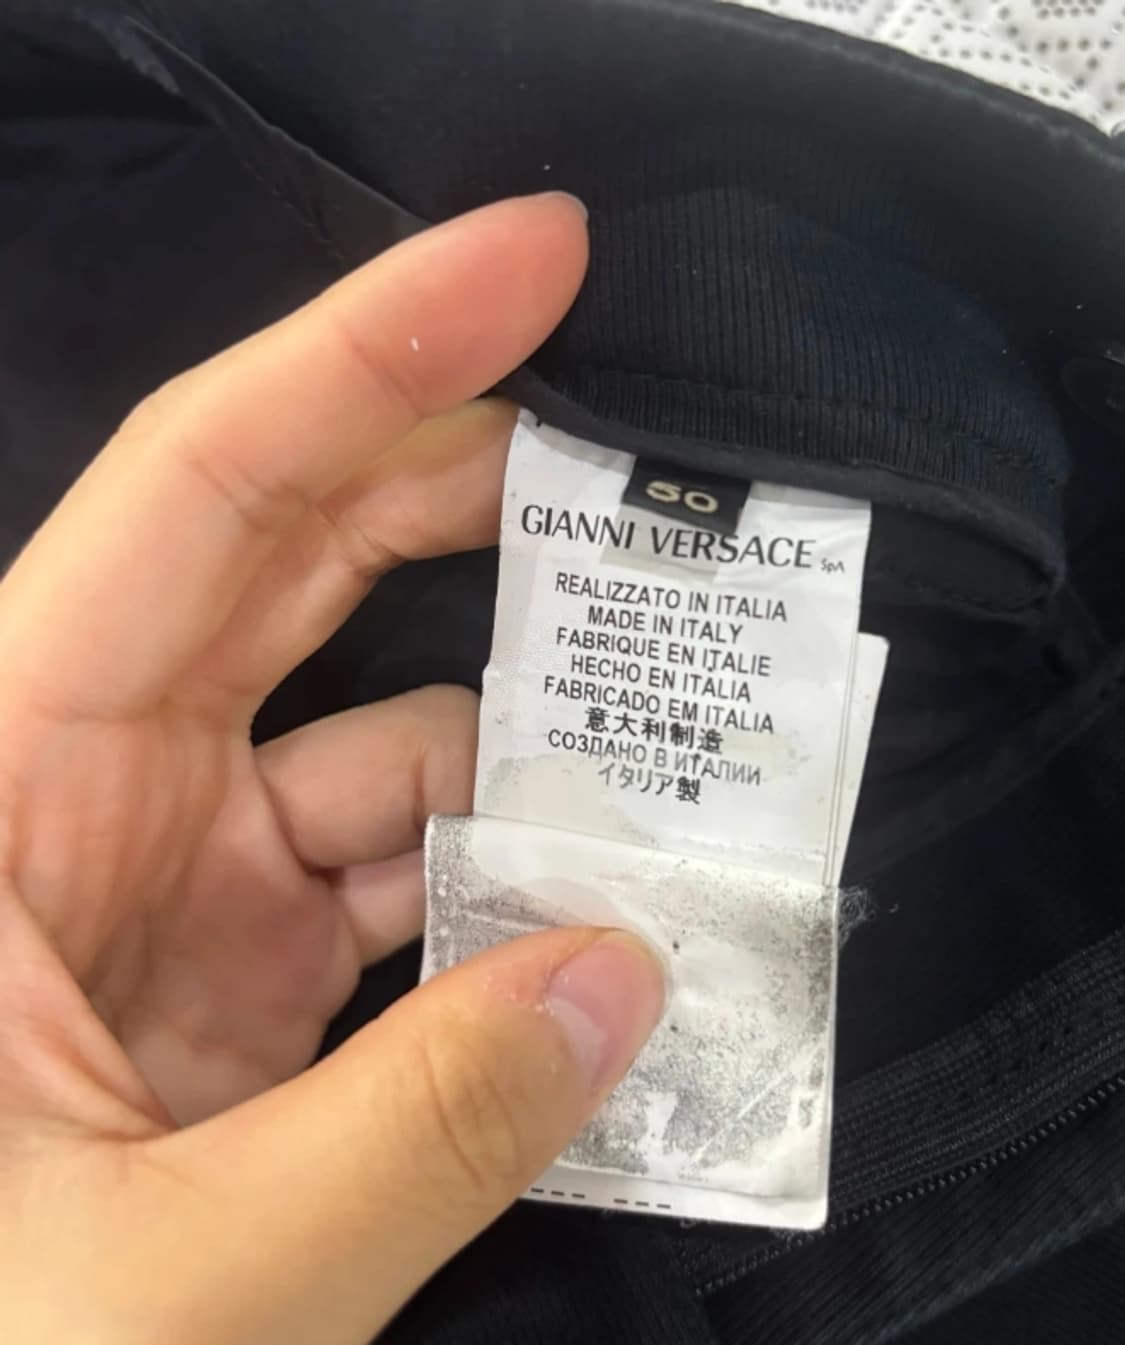 50
GIANNI VERSACE SpA
REALIZZATO IN ITALIA
MADE IN ITALY
FABRIQUE EN ITALIE
HECHO EN ITALIA
FABRICADO EM ITALIA
意大利制造
СОЗДАНО В ИТАЛИИ
イタリア製